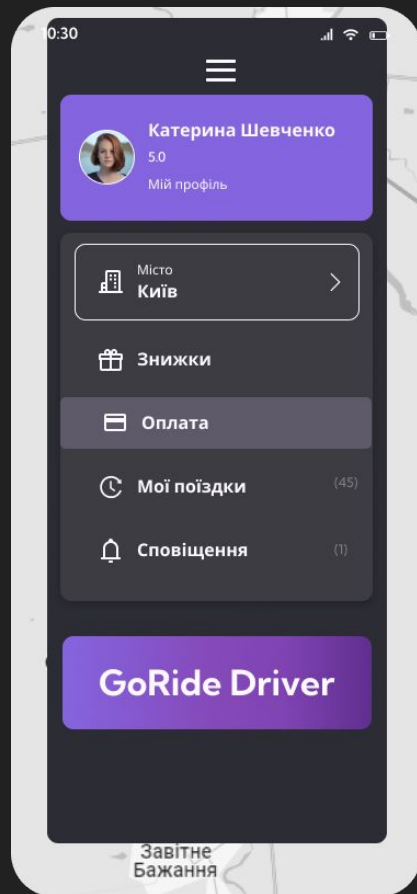 10:30
Катерина Шевченко
5.0
Мій профіль
Місто
Київ
Знижки
Оплата
Мої поїздки (45)
Сповіщення (1)
GoRide Driver
Завітне
Бажання